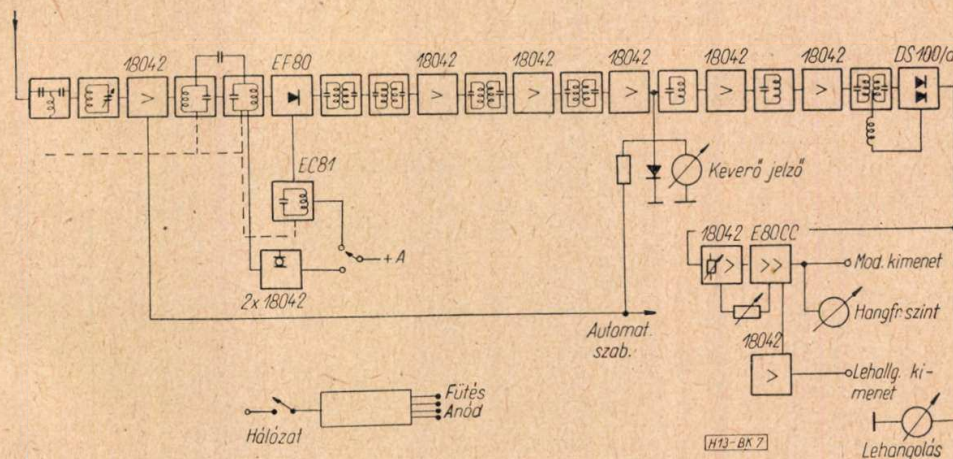 18042
EF80
18042
18042
18042
18042
18042
DS100/
EC81
Keverő jelző
+A
2x 18042
18042
E80CC
Mod. kimenet
Hangfr. szint
Automat.
szab.
18042
Lehallg. ki-
menet
Fűtés
Anód
Hálózat
H13-BK 7
Lehangolás